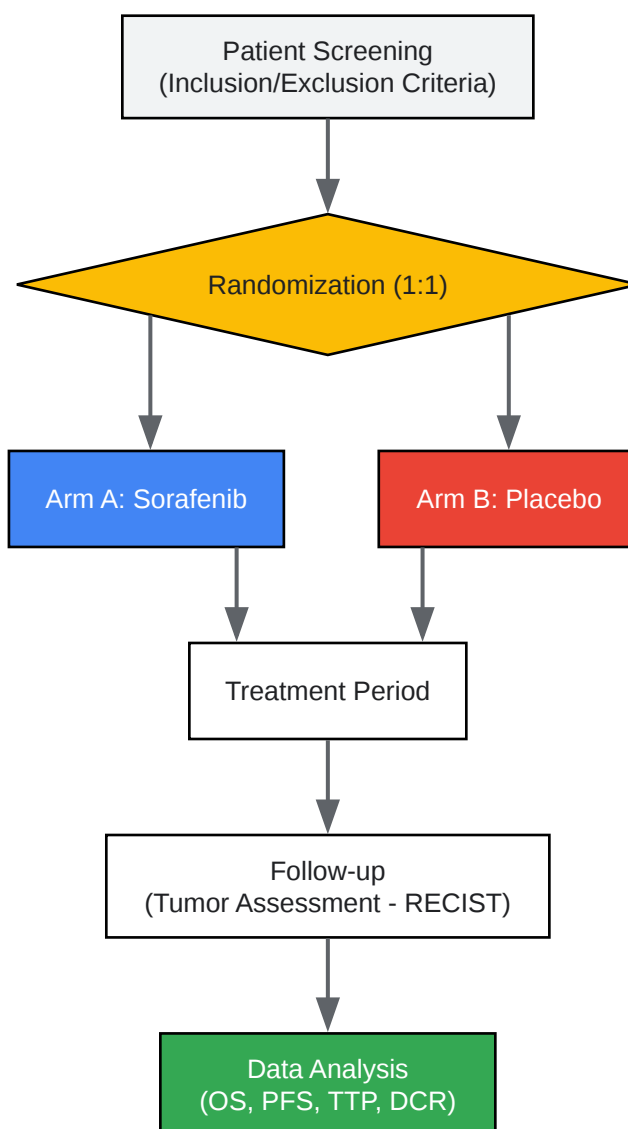 Patient Screening
(Inclusion/Exclusion Criteria)
Randomization (1:1)
Arm A: Sorafenib
Arm B: Placebo
Treatment Period
Follow-up
(Tumor Assessment - RECIST)
Data Analysis
(OS, PFS, TTP, DCR)